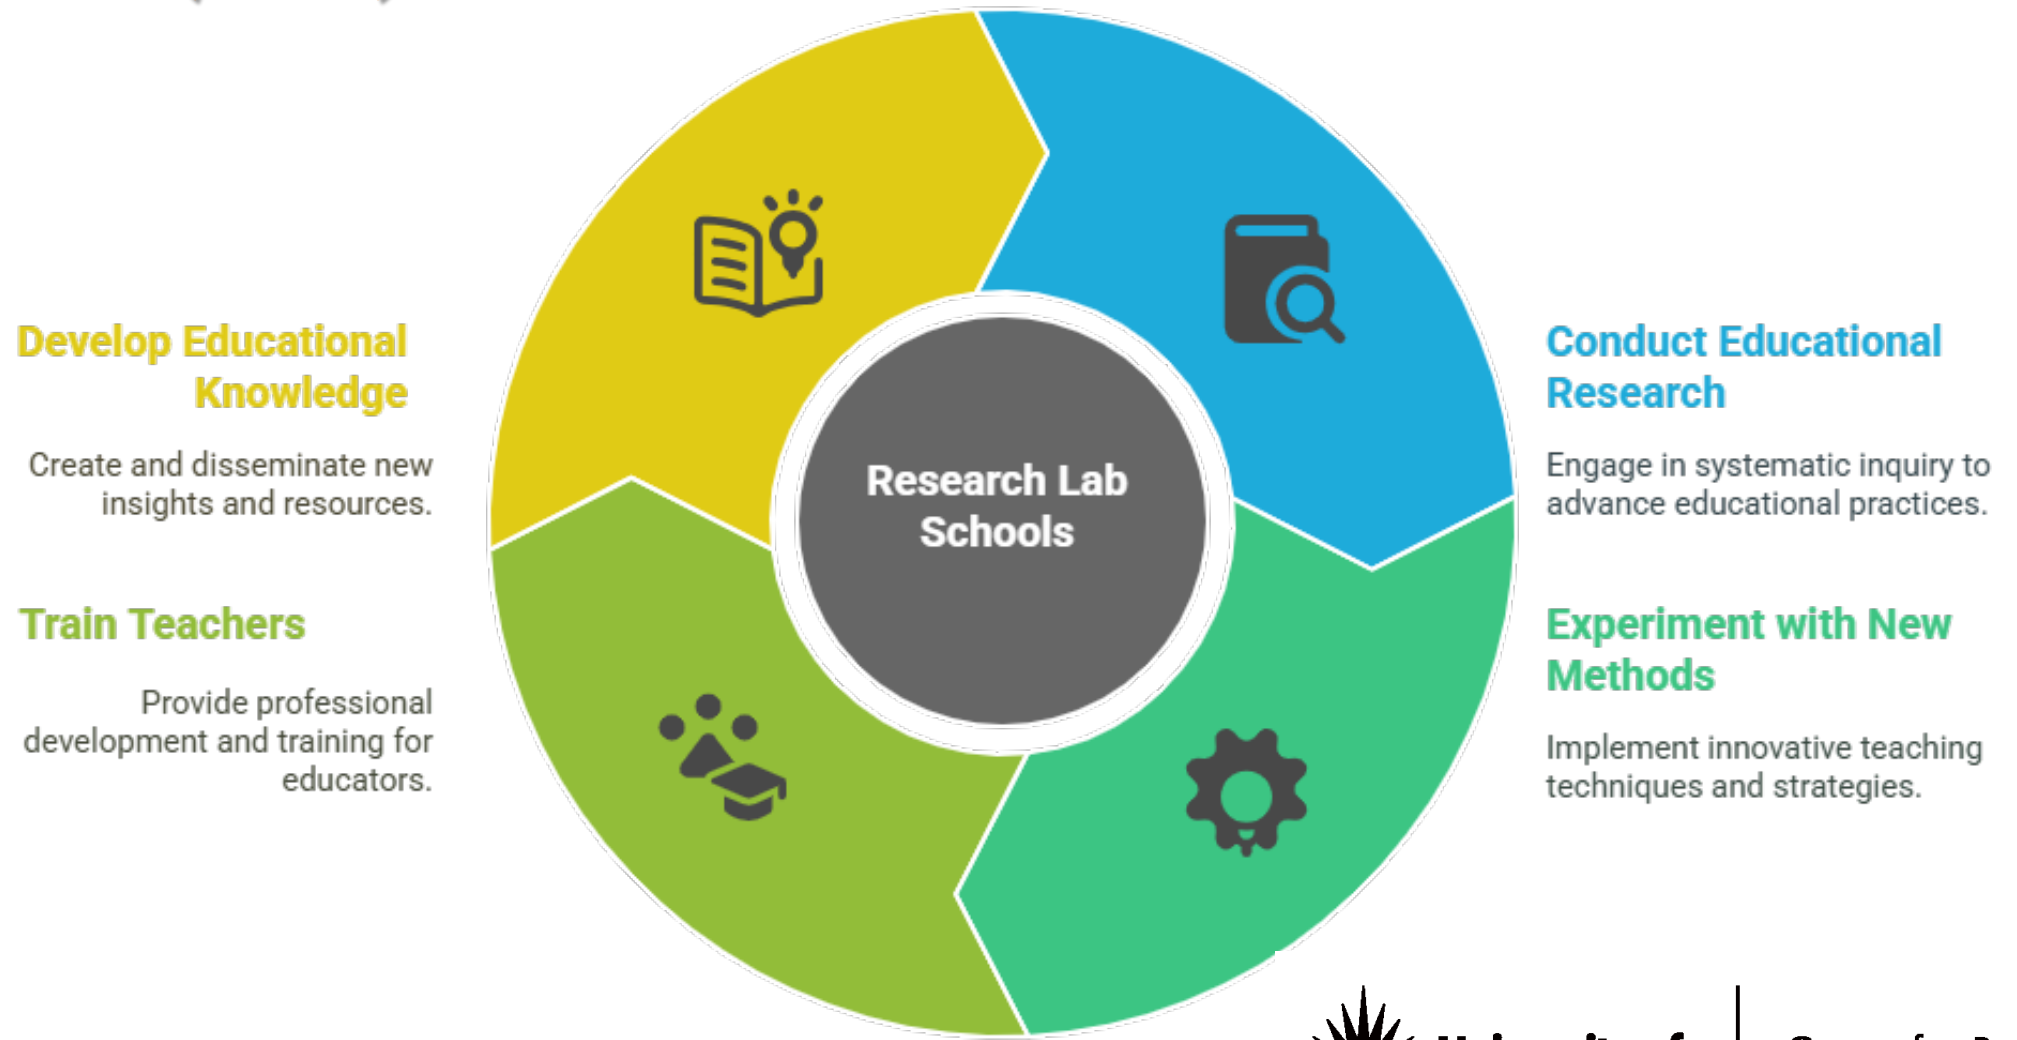 Develop Educational
Knowledge
Create and disseminate new
insights and resources.
Train Teachers
Provide professional
development and training for
educators.
Research Lab
Schools
Conduct Educational
Research
Engage in systematic inquiry to
advance educational practices.
Experiment with New
Methods
Implement innovative teaching
techniques and strategies.